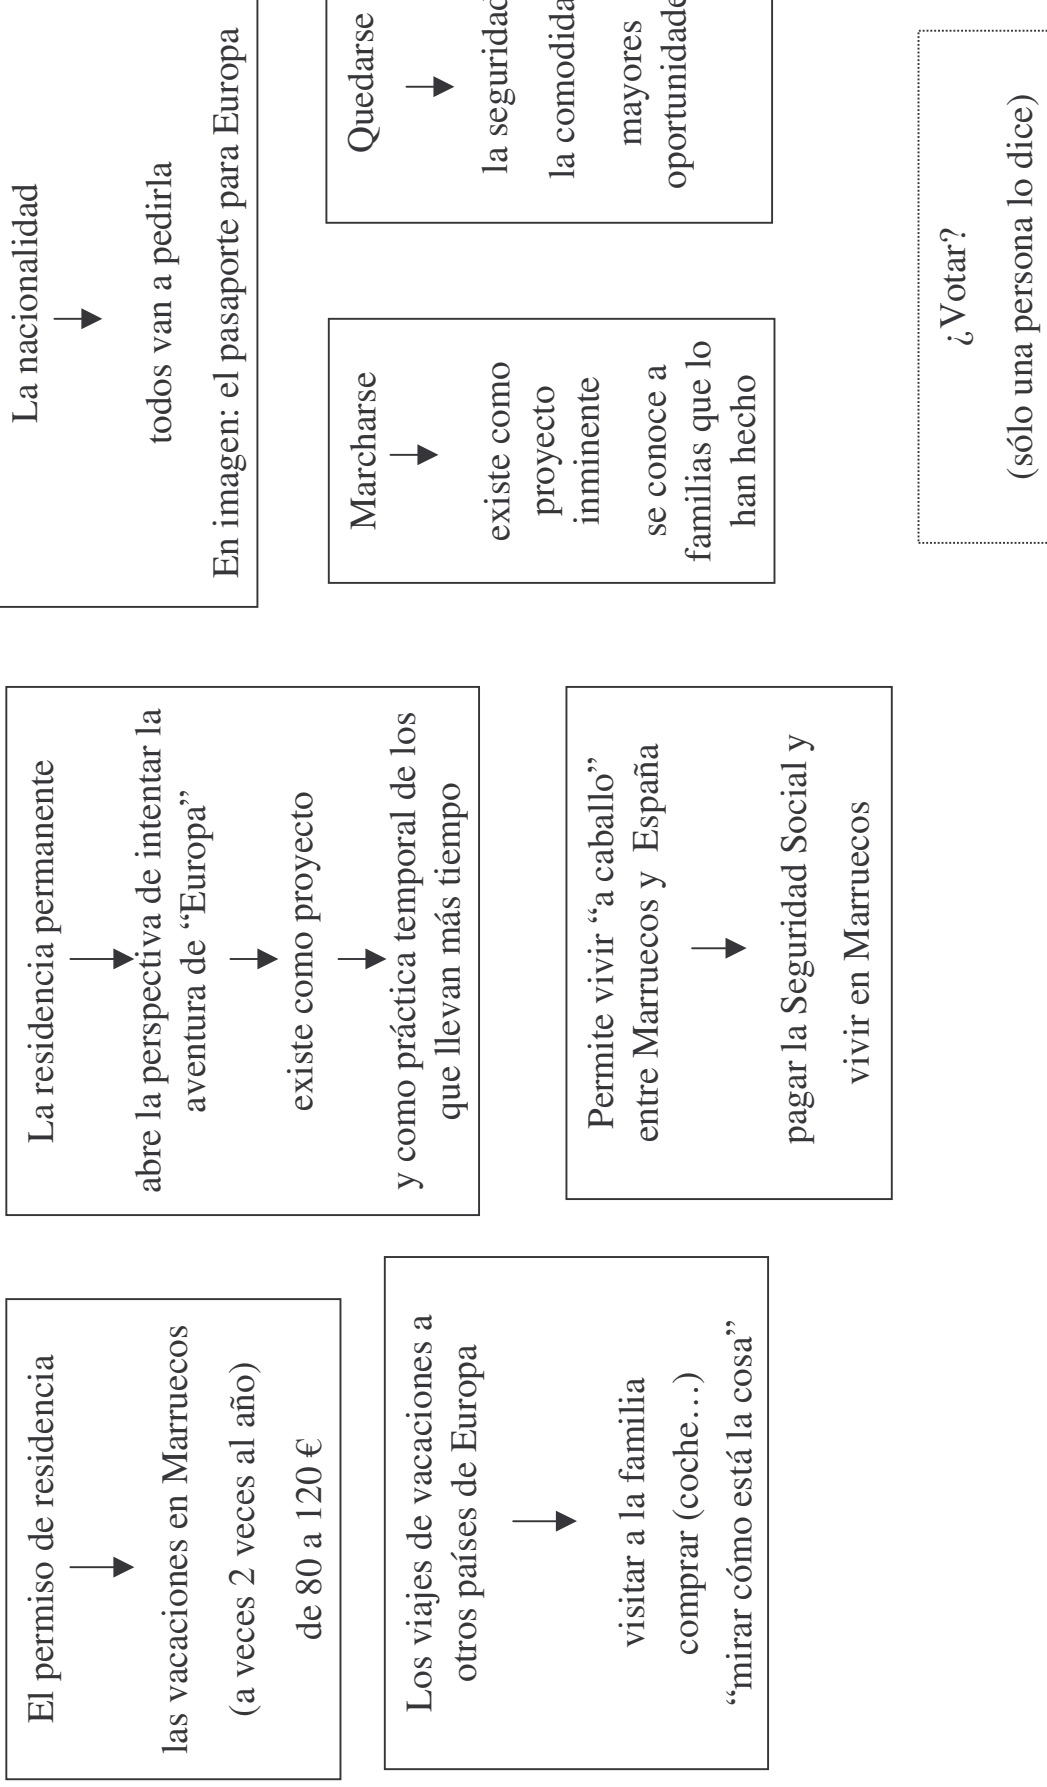 El permiso de residencia
las vacaciones en Marruecos
(a veces 2 veces al año)
de 80 a 120 €
Los viajes de vacaciones a
otros países de Europa
visitar a la familia
comprar (coche…)
“mirar cómo está la cosa”
La residencia permanente
abre la perspectiva de intentar la
aventura de “Europa”
existe como proyecto
y como práctica temporal de los
que llevan más tiempo
Permite vivir “a caballo”
entre Marruecos y España
pagar la Seguridad Social y
vivir en Marruecos
La nacionalidad
todos van a pedirla
En imagen: el pasaporte para Europa
Marcharse
existe como
proyecto
inminente
se conoce a
familias que lo
han hecho
Quedarse
la seguridad
la comodida
mayores
oportunidade
¿Votar?
(sólo una persona lo dice)